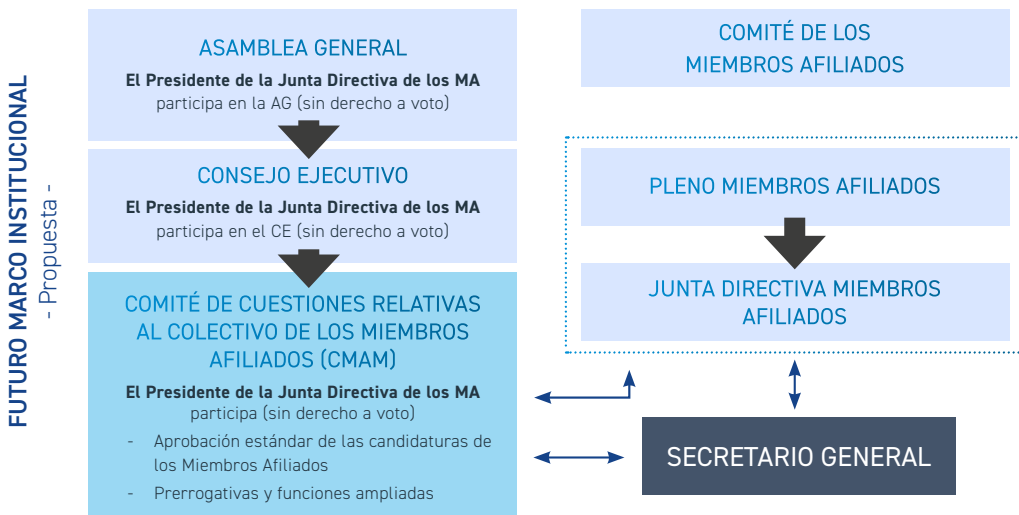 FUTURO MARCO INSTITUCIONAL
- Propuesta -
ASAMBLEA GENERAL
El Presidente de la Junta Directiva de los MA
participa en la AG (sin derecho a voto)
CONSEJO EJECUTIVO
El Presidente de la Junta Directiva de los MA
participa en el CE (sin derecho a voto)
COMITÉ DE CUESTIONES RELATIVAS
AL COLECTIVO DE LOS MIEMBROS
AFILIADOS (CMAM)
El Presidente de la Junta Directiva de los MA
participa (sin derecho a voto)
- Aprobación estándar de las candidaturas de
los Miembros Afiliados
- Prerrogativas y funciones ampliadas
COMITÉ DE LOS
MIEMBROS AFILIADOS
PLENO MIEMBROS AFILIADOS
JUNTA DIRECTIVA MIEMBROS
AFILIADOS
SECRETARIO GENERAL